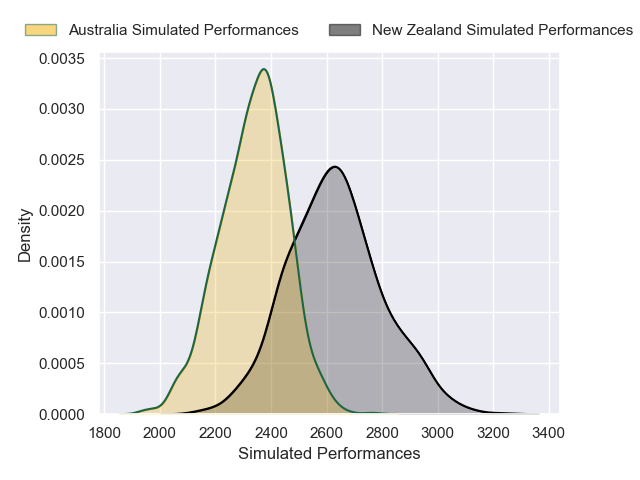 Australia Simulated Performances New Zealand Simulated Performances
0.0035
0.0030
0.0025
0.0020
0.0015
0.0010
0.0005
0.0000
Density
1800 2000 2200 2400 2600 2800 3000 3200 3400
Simulated Performances